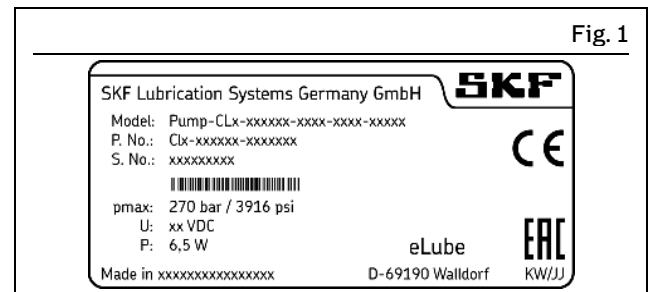 Fig. 1
SKF Lubrication Systems Germany GmbH SKF
Model: Pump-CLx-xxxxxx-xxxx-xxxx-xxxxx
P. No.: Clx-xxxxxx-xxxxxxx
S. No.: xxxxxxxxx
CE
pmax: 270 bar / 3916 psi
U: xx VDC
P: 6,5 W
eLube
EAC
Made in xxxxxxxxxxxxxxxx D-69190 Walldorf KW/JJ